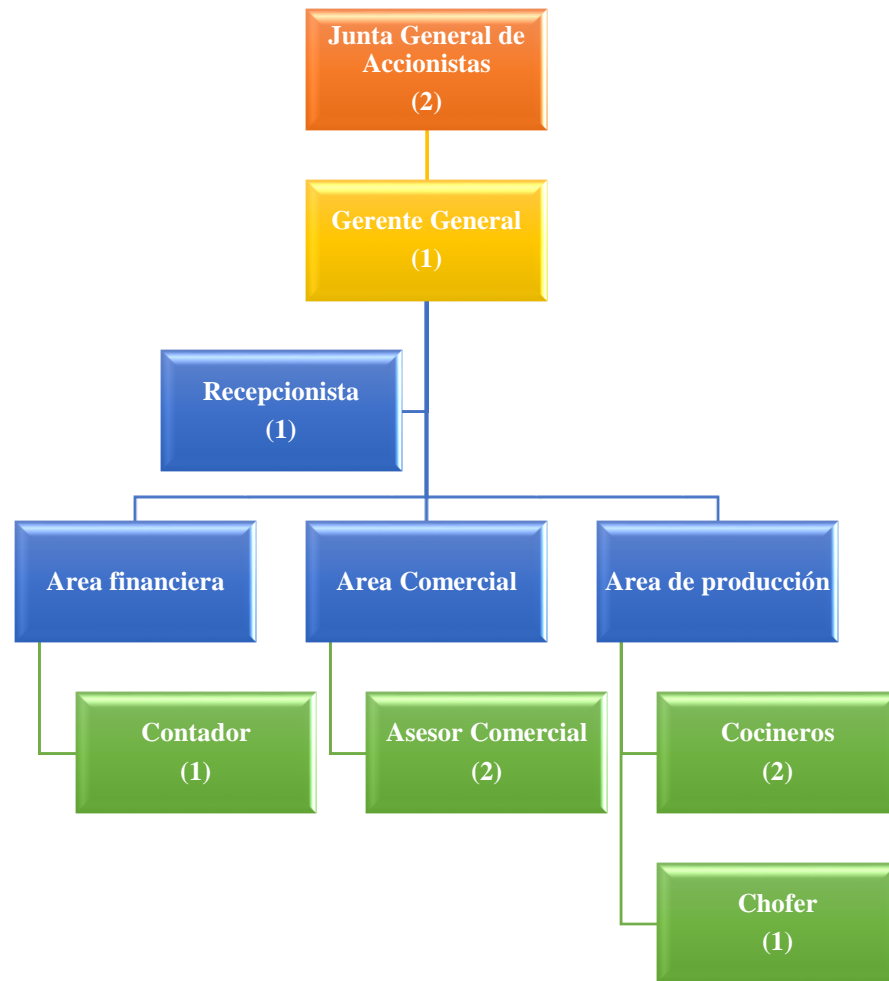 Junta General de
Accionistas
(2)
Gerente General
(1)
Recepcionista
(1)
Area financiera
Area Comercial
Area de producción
Contador
(1)
Asesor Comercial
(2)
Cocineros
(2)
Chofer
(1)